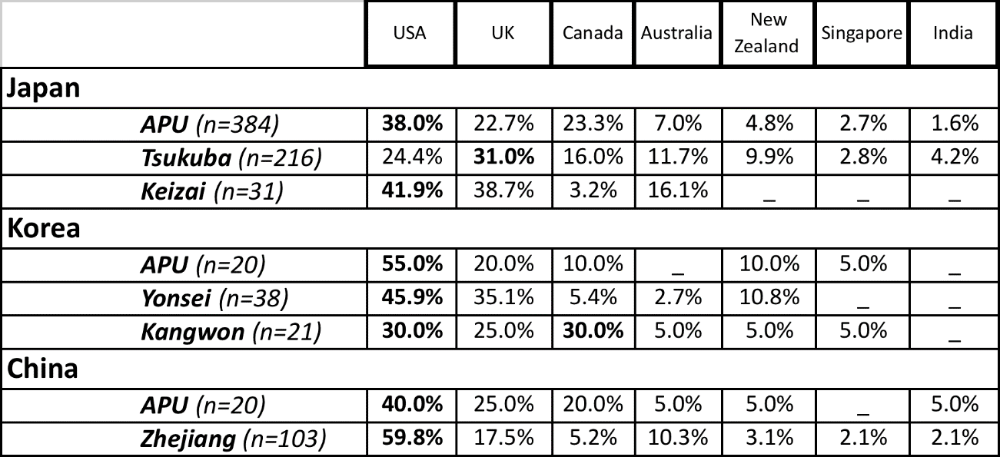 USA UK Canada Australia New Zealand Singapore India
Japan
APU (n=384) 38.0% 22.7% 23.3% 7.0% 4.8% 2.7% 1.6%
Tsukuba (n=216) 24.4% 31.0% 16.0% 11.7% 9.9% 2.8% 4.2%
Keizai (n=31) 41.9% 38.7% 3.2% 16.1% _ _ _
Korea
APU (n=20) 55.0% 20.0% 10.0% _ 10.0% 5.0% _
Yonsei (n=38) 45.9% 35.1% 5.4% 2.7% 10.8% _ _
Kangwon (n=21) 30.0% 25.0% 30.0% 5.0% 5.0% 5.0% _
China
APU (n=20) 40.0% 25.0% 20.0% 5.0% 5.0% _ 5.0%
Zhejiang (n=103) 59.8% 17.5% 5.2% 10.3% 3.1% 2.1% 2.1%